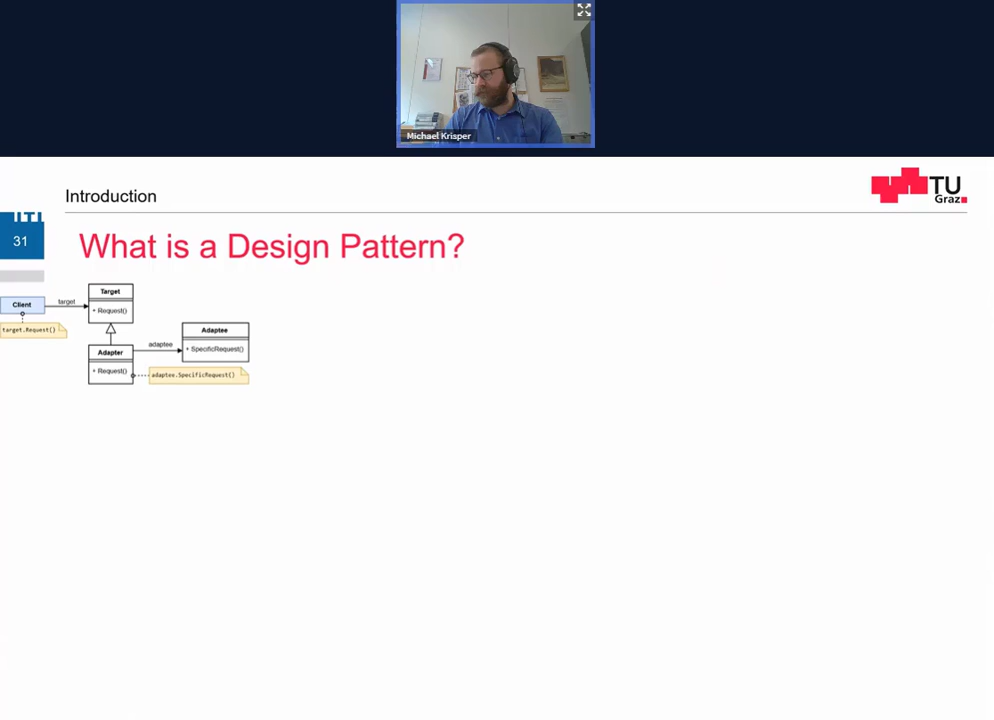 Michael Krisper
Introduction
TU
Graz
31
What is a Design Pattern?
Target
+ Request()
Client
target
target.Request()
Adapter
+ Request()
adaptee
Adaptee
+ SpecificRequest()
adaptee.SpecificRequest()